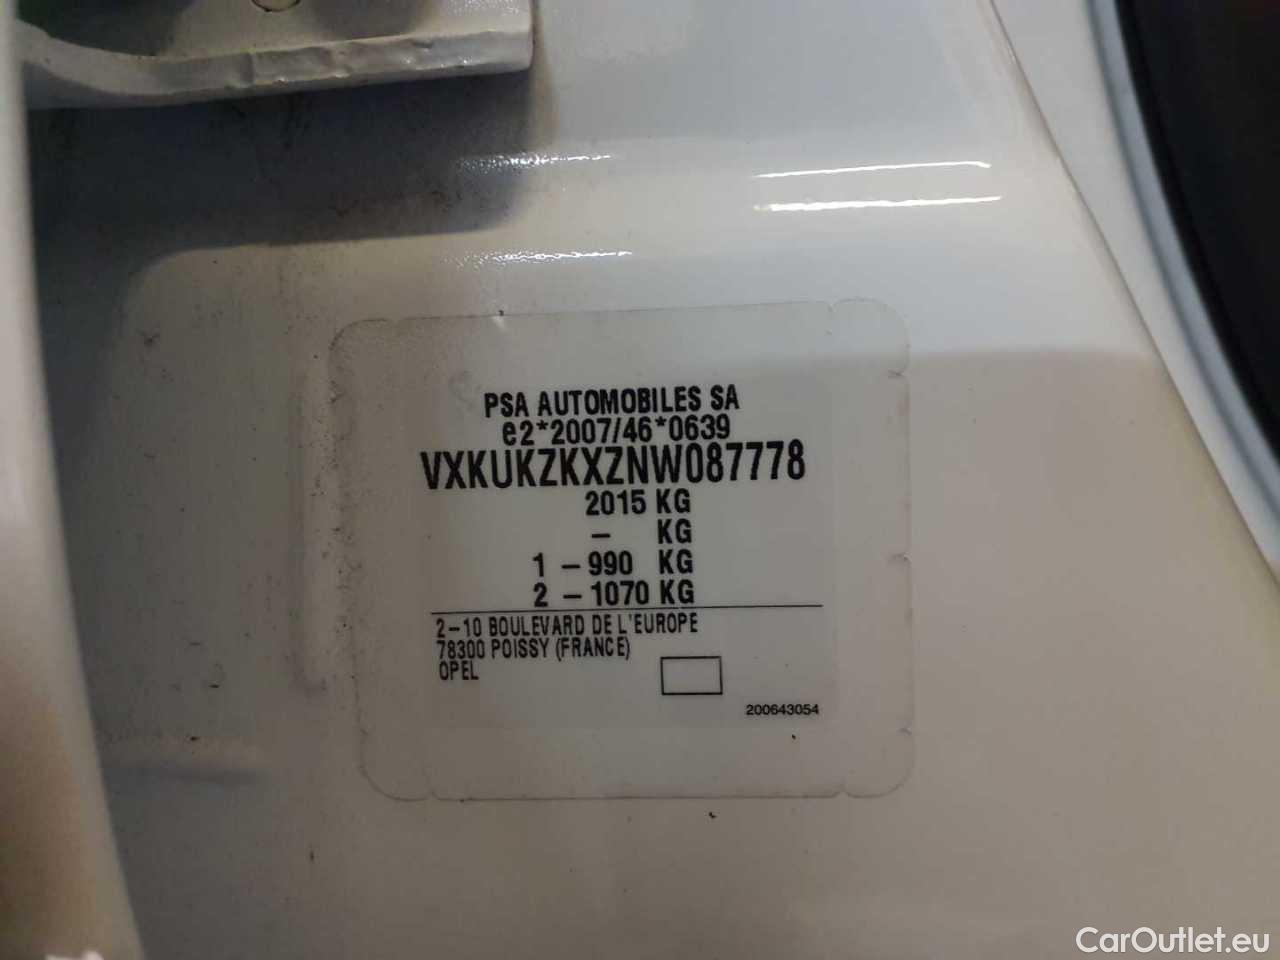 PSA AUTOMOBILES SA
e2*2007/46*0639
VXKUKZKXZNW087778
2015 KG
- KG
1 - 990 KG
2 - 1070 KG
2-10 BOULEVARD DE L'EUROPE
78300 POISSY (FRANCE)
OPEL
200643054
CarOutlet.eu